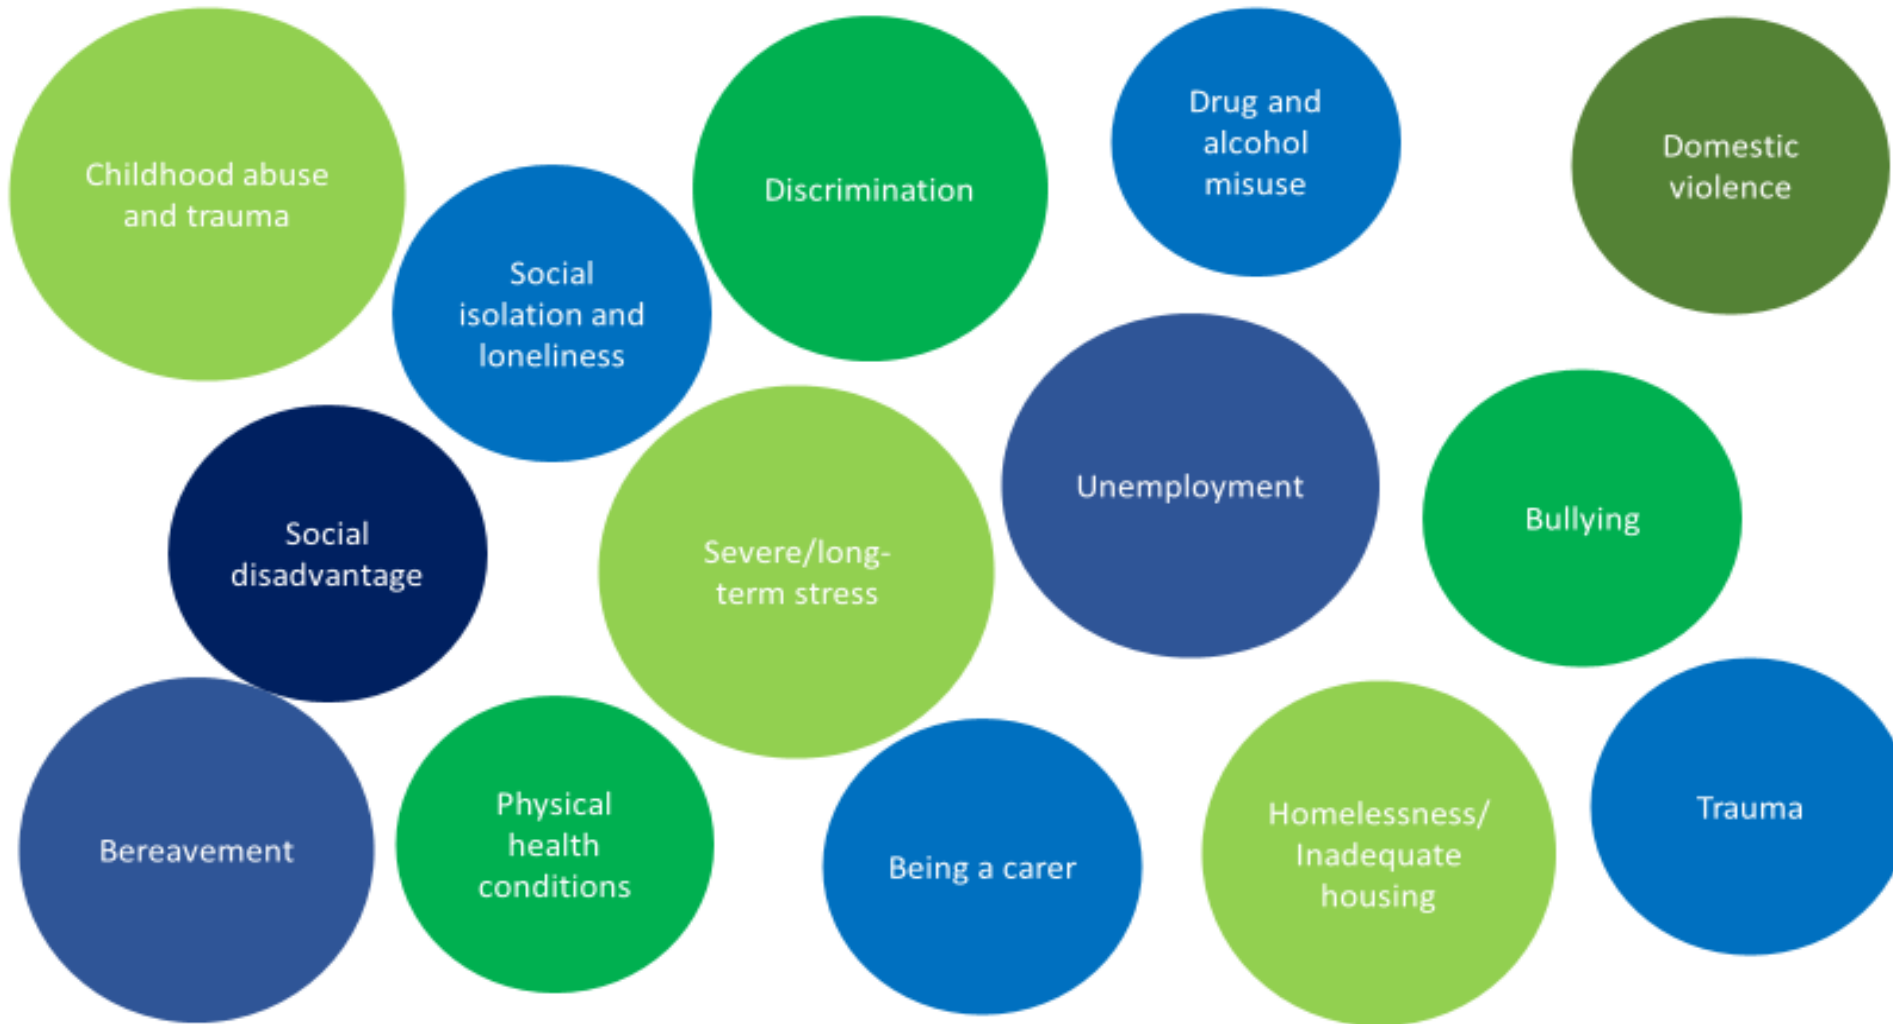 Childhood abuse
and trauma
Social
isolation and
loneliness
Discrimination
Drug and
alcohol
misuse
Domestic
violence
Social
disadvantage
Severe/long-
term stress
Unemployment
Bullying
Bereavement
Physical
health
conditions
Being a carer
Homelessness/
Inadequate
housing
Trauma